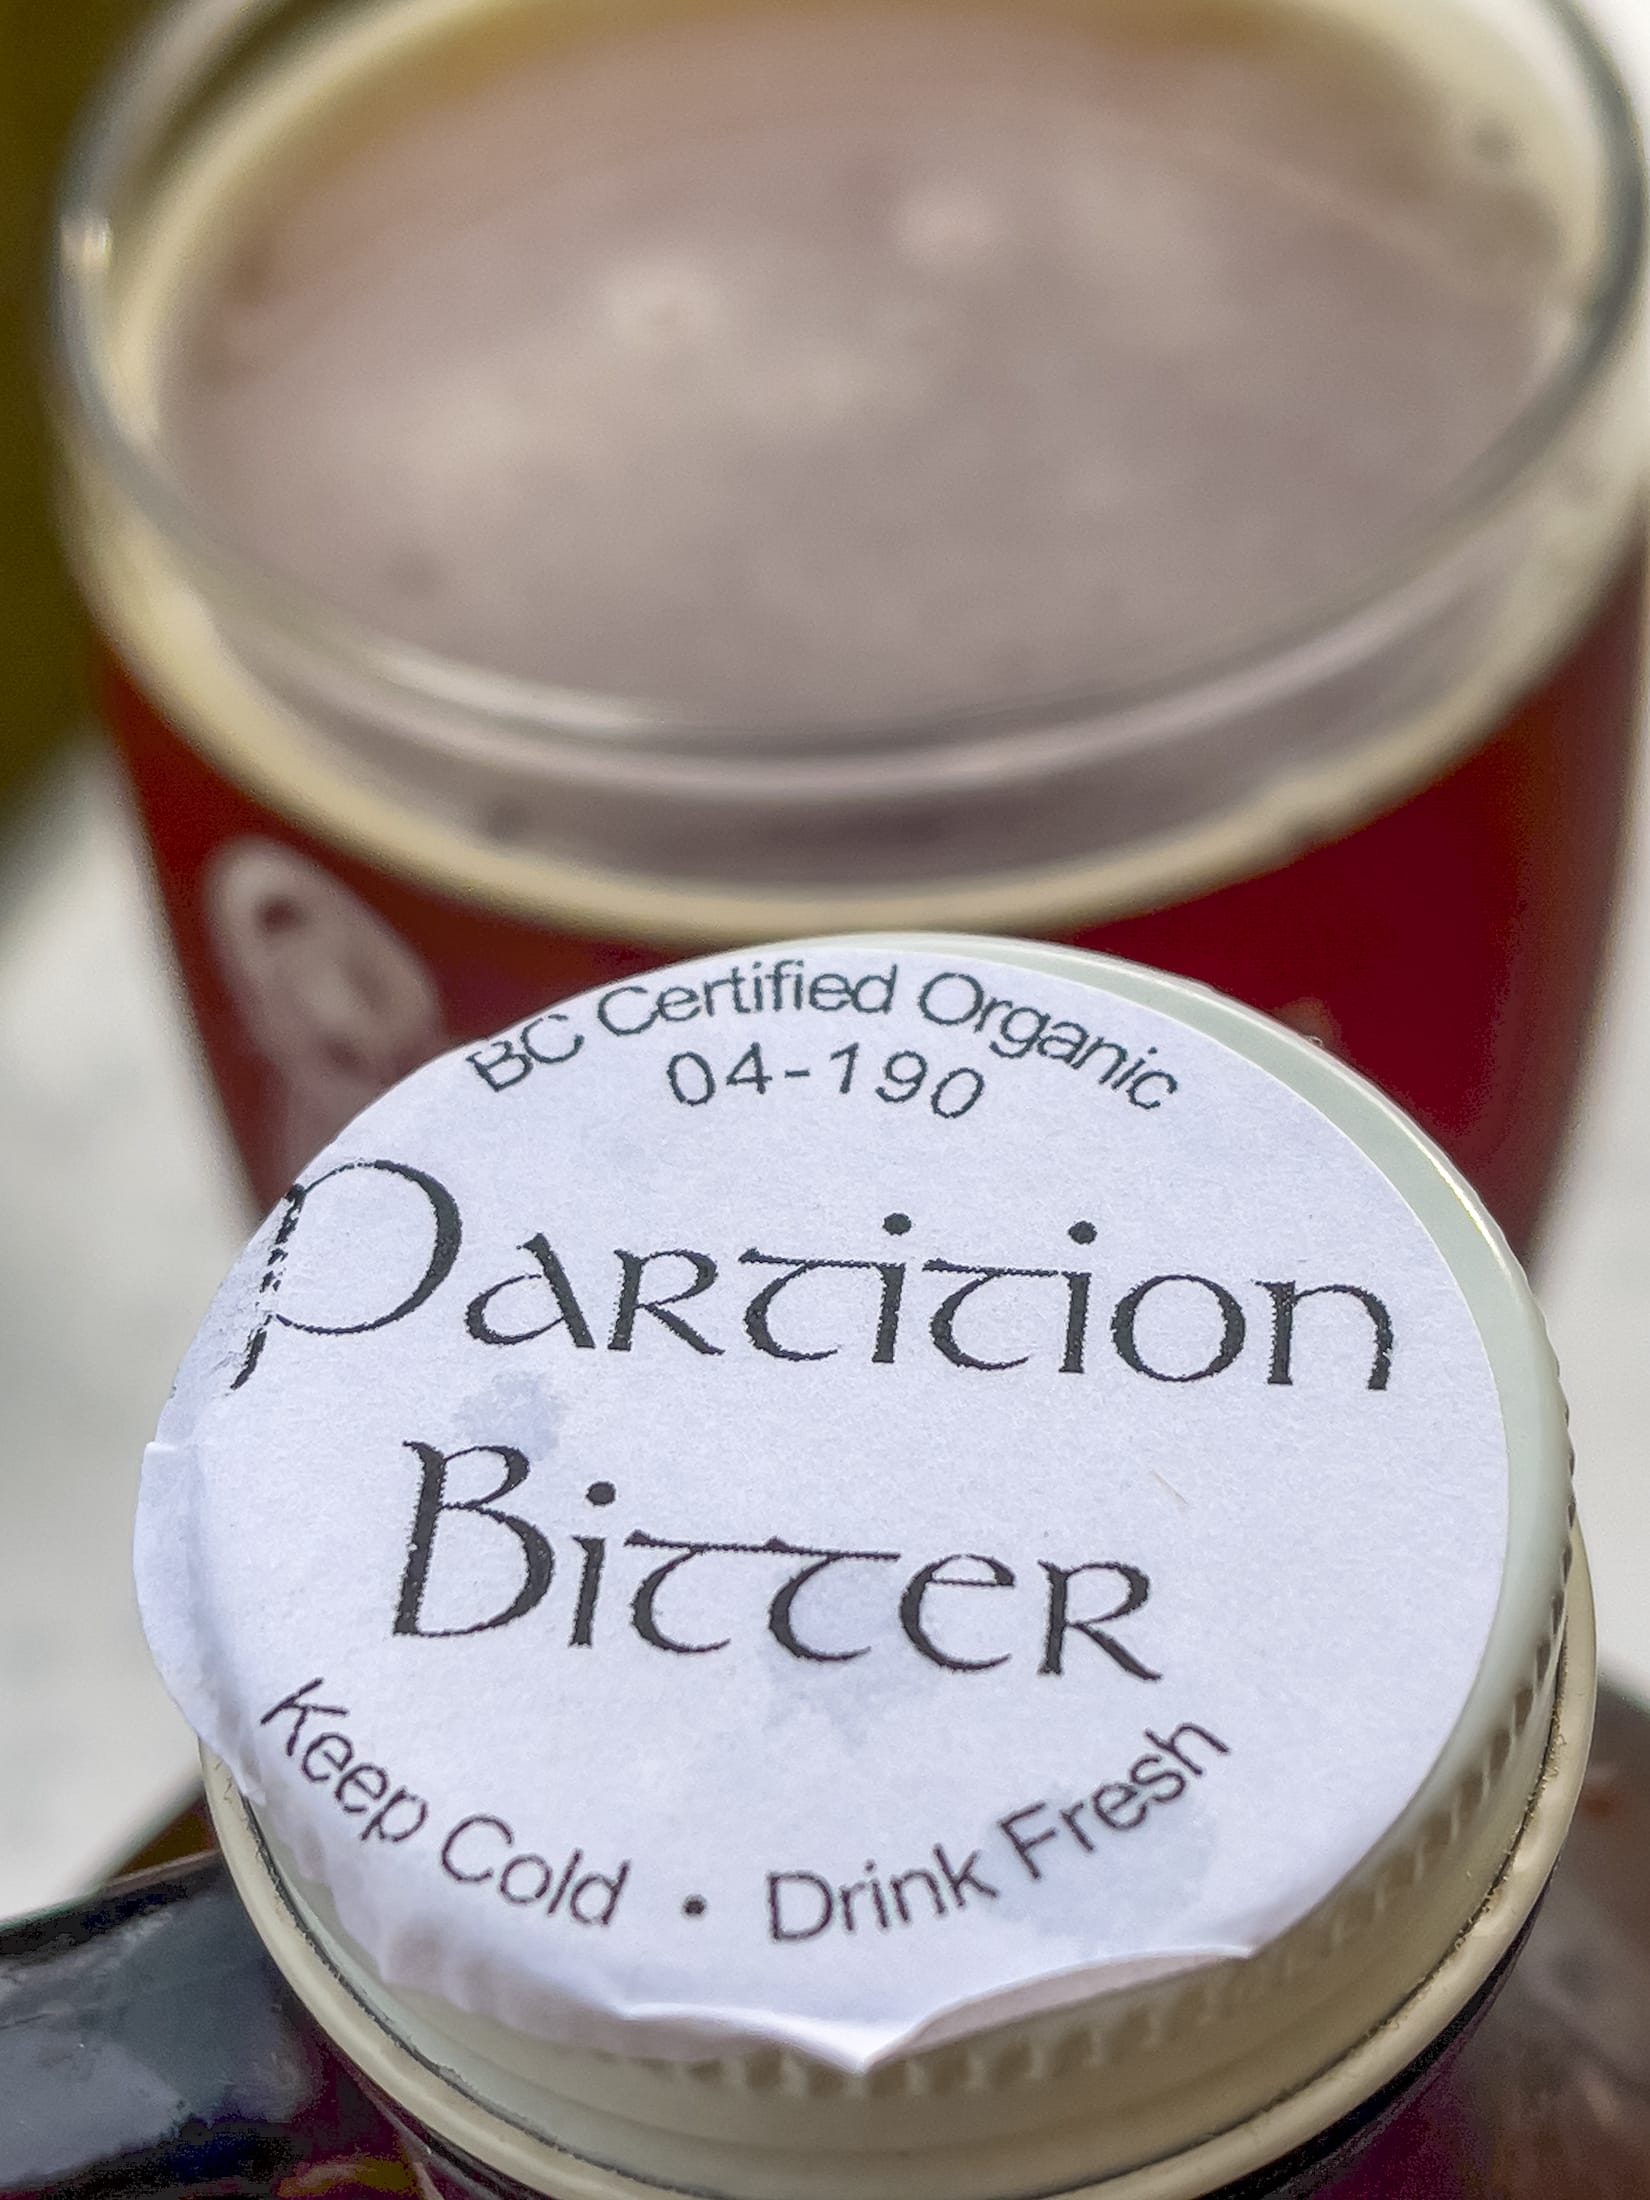 BC Certified Organic
04-190
Partition
Bitter
Keep Cold • Drink Fresh